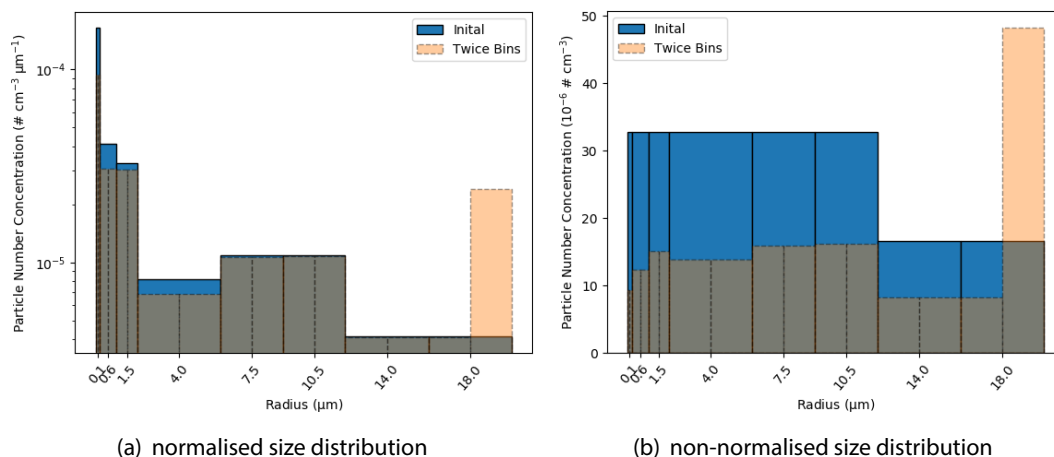 Inital
Twice Bins
10⁻⁴
10⁻⁵
Particle Number Concentration (# cm⁻³ μm⁻¹)
0.1
0.6
1.5
4.0
7.5
10.5
14.0
18.0
Radius (μm)
(a) normalised size distribution
Inital
Twice Bins
50
40
30
20
10
0
Particle Number Concentration (10⁻⁶ # cm⁻³)
0.1
0.6
1.5
4.0
7.5
10.5
14.0
18.0
Radius (μm)
(b) non-normalised size distribution